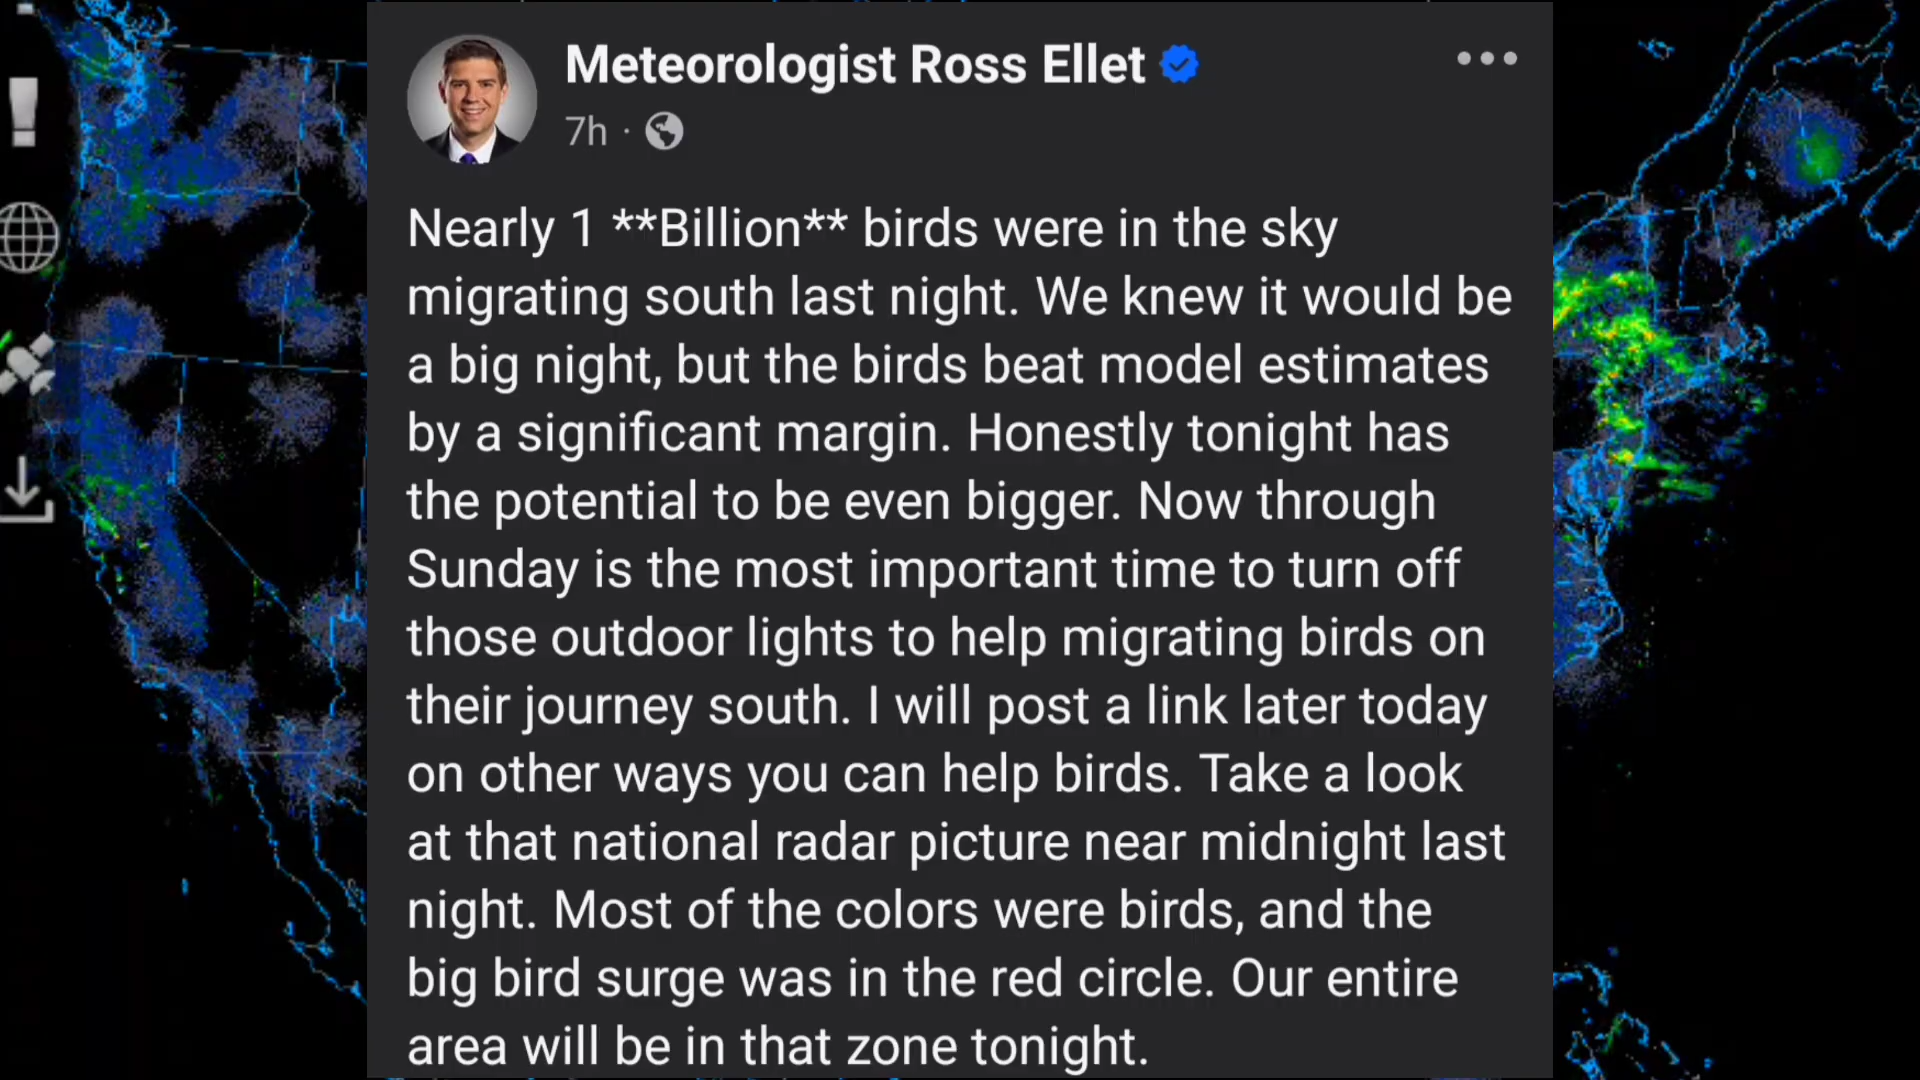 Meteorologist Ross Ellet
7h ·
Nearly 1 **Billion** birds were in the sky
migrating south last night. We knew it would be
a big night, but the birds beat model estimates
by a significant margin. Honestly tonight has
the potential to be even bigger. Now through
Sunday is the most important time to turn off
those outdoor lights to help migrating birds on
their journey south. I will post a link later today
on other ways you can help birds. Take a look
at that national radar picture near midnight last
night. Most of the colors were birds, and the
big bird surge was in the red circle. Our entire
area will be in that zone tonight.